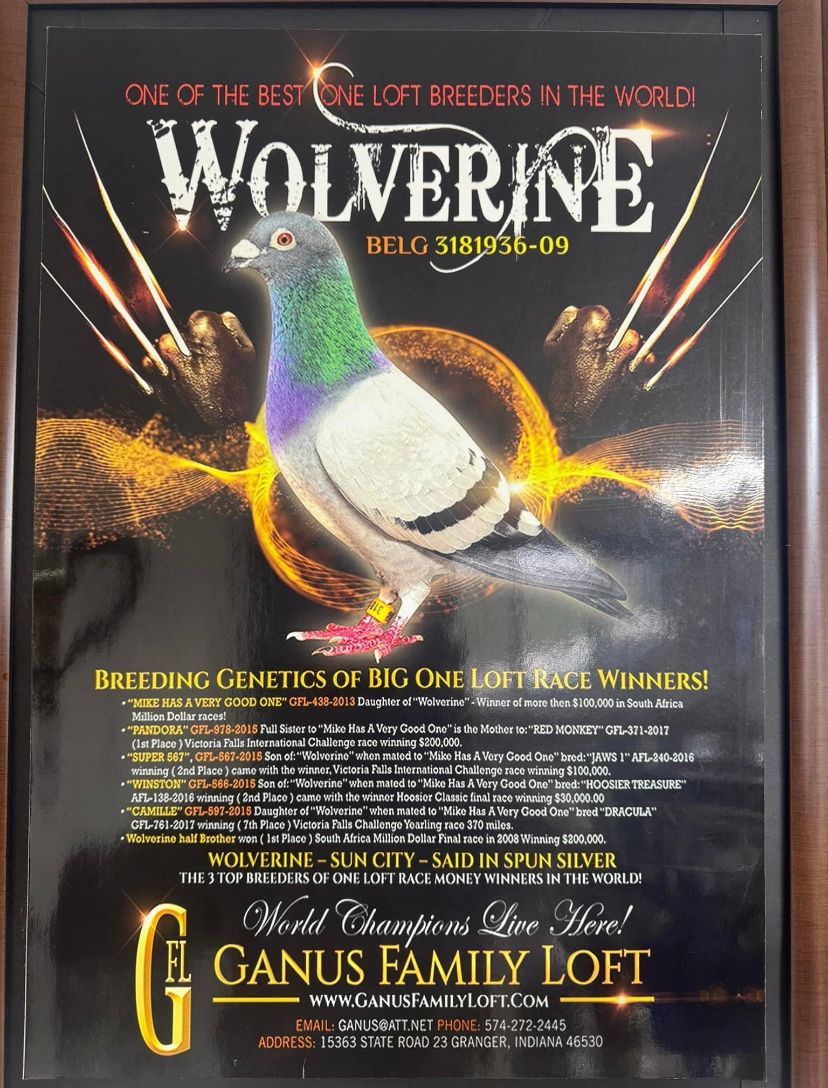 ONE OF THE BEST ONE LOFT BREEDERS IN THE WORLD!
WOLVERINE
BELG 3181936-09
BREEDING GENETICS OF BIG ONE LOFT RACE WINNERS!
• "MIKE HAS A VERY GOOD ONE" GFL-438-2013 Daughter of "Wolverine" - Winner of more then $100,000 in South Africa
Million Dollar races!
• "PANDORA" GFL-978-2015 Full Sister to "Mike Has A Very Good One" is the Mother to: "RED MONKEY" GFL-371-2017
(1st Place ) Victoria Falls International Challenge race winning $200,000.
• "SUPER 567", GFL-567-2015 Son of: "Wolverine" when mated to "Mike Has A Very Good One" bred: "JAWS 1" AFL-240-2016
winning ( 2nd Place ) came with the winner, Victoria Falls International Challenge race winning $100,000.
• "WINSTON" GFL-566-2015 Son of: "Wolverine" when mated to "Mike Has A Very Good One" bred: "HOOSIER TREASURE"
AFL-138-2016 winning ( 2nd Place ) came with the winner Hoosier Classic final race winning $30,000.00
• "CAMILLE" GFL-597-2015 Daughter of "Wolverine" when mated to "Mike Has A Very Good One" bred "DRACULA"
GFL-761-2017 winning ( 7th Place ) Victoria Falls Challenge Yearling race 370 miles.
• Wolverine half Brother won ( 1st Place ) South Africa Million Dollar Final race in 2008 Winning $200,000.
WOLVERINE – SUN CITY – SAID IN SPUN SILVER
THE 3 TOP BREEDERS OF ONE LOFT RACE MONEY WINNERS IN THE WORLD!
World Champions Live Here!
GFL
GANUS FAMILY LOFT
WWW.GANUSFAMILYLOFT.COM
EMAIL: GANUS@ATT.NET PHONE: 574-272-2445
ADDRESS: 15363 STATE ROAD 23 GRANGER, INDIANA 46530